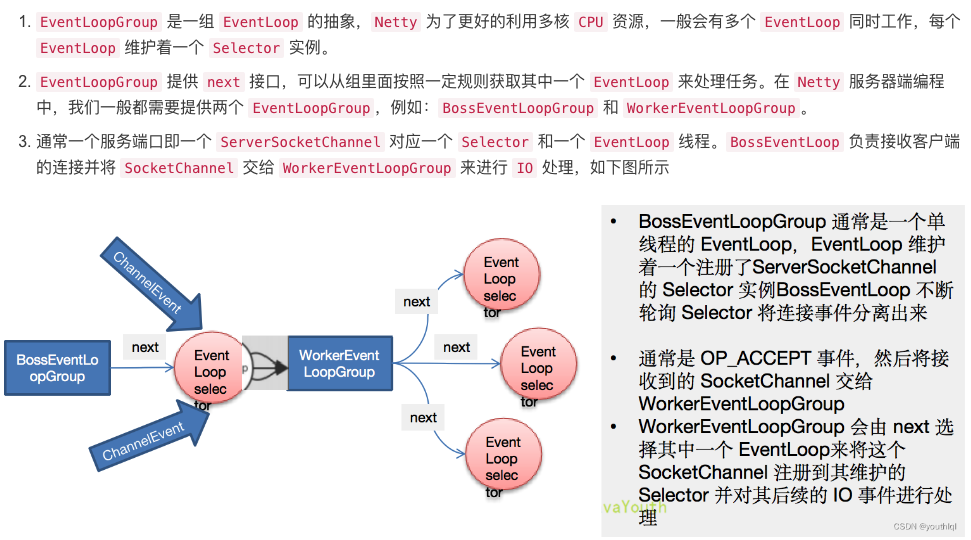 1. EventLoopGroup 是一组 EventLoop 的抽象，Netty 为了更好的利用多核 CPU 资源，一般会有多个 EventLoop 同时工作，每个
EventLoop 维护着一个 Selector 实例。
2. EventLoopGroup 提供 next 接口，可以从组里面按照一定规则获取其中一个 EventLoop 来处理任务。在 Netty 服务器端编程
中，我们一般都需要提供两个 EventLoopGroup，例如：BossEventLoopGroup 和 WorkerEventLoopGroup。
3. 通常一个服务端口即一个 ServerSocketChannel 对应一个 Selector 和一个 EventLoop 线程。BossEventLoop 负责接收客户端
的连接并将 SocketChannel 交给 WorkerEventLoopGroup 来进行 IO 处理，如下图所示
ChannelEvent
BossEventLo
opGroup
next
Event
Loop
selec
tor
ChannelEvent
p
WorkerEvent
LoopGroup
next
Event
Loop
selec
tor
next
Event
Loop
selec
tor
next
Event
Loop
selec
tor
• BossEventLoopGroup 通常是一个单
线程的 EventLoop，EventLoop 维护
着一个注册了ServerSocketChannel
的 Selector 实例BossEventLoop 不断
轮询 Selector 将连接事件分离出来
• 通常是 OP_ACCEPT 事件，然后将接
收到的 SocketChannel 交给
WorkerEventLoopGroup
• WorkerEventLoopGroup 会由 next 选
择其中一个 EventLoop来将这个
SocketChannel 注册到其维护的
Selector 并对其后续的 IO 事件进行处
理
vaYouth
CSDN @youthlql